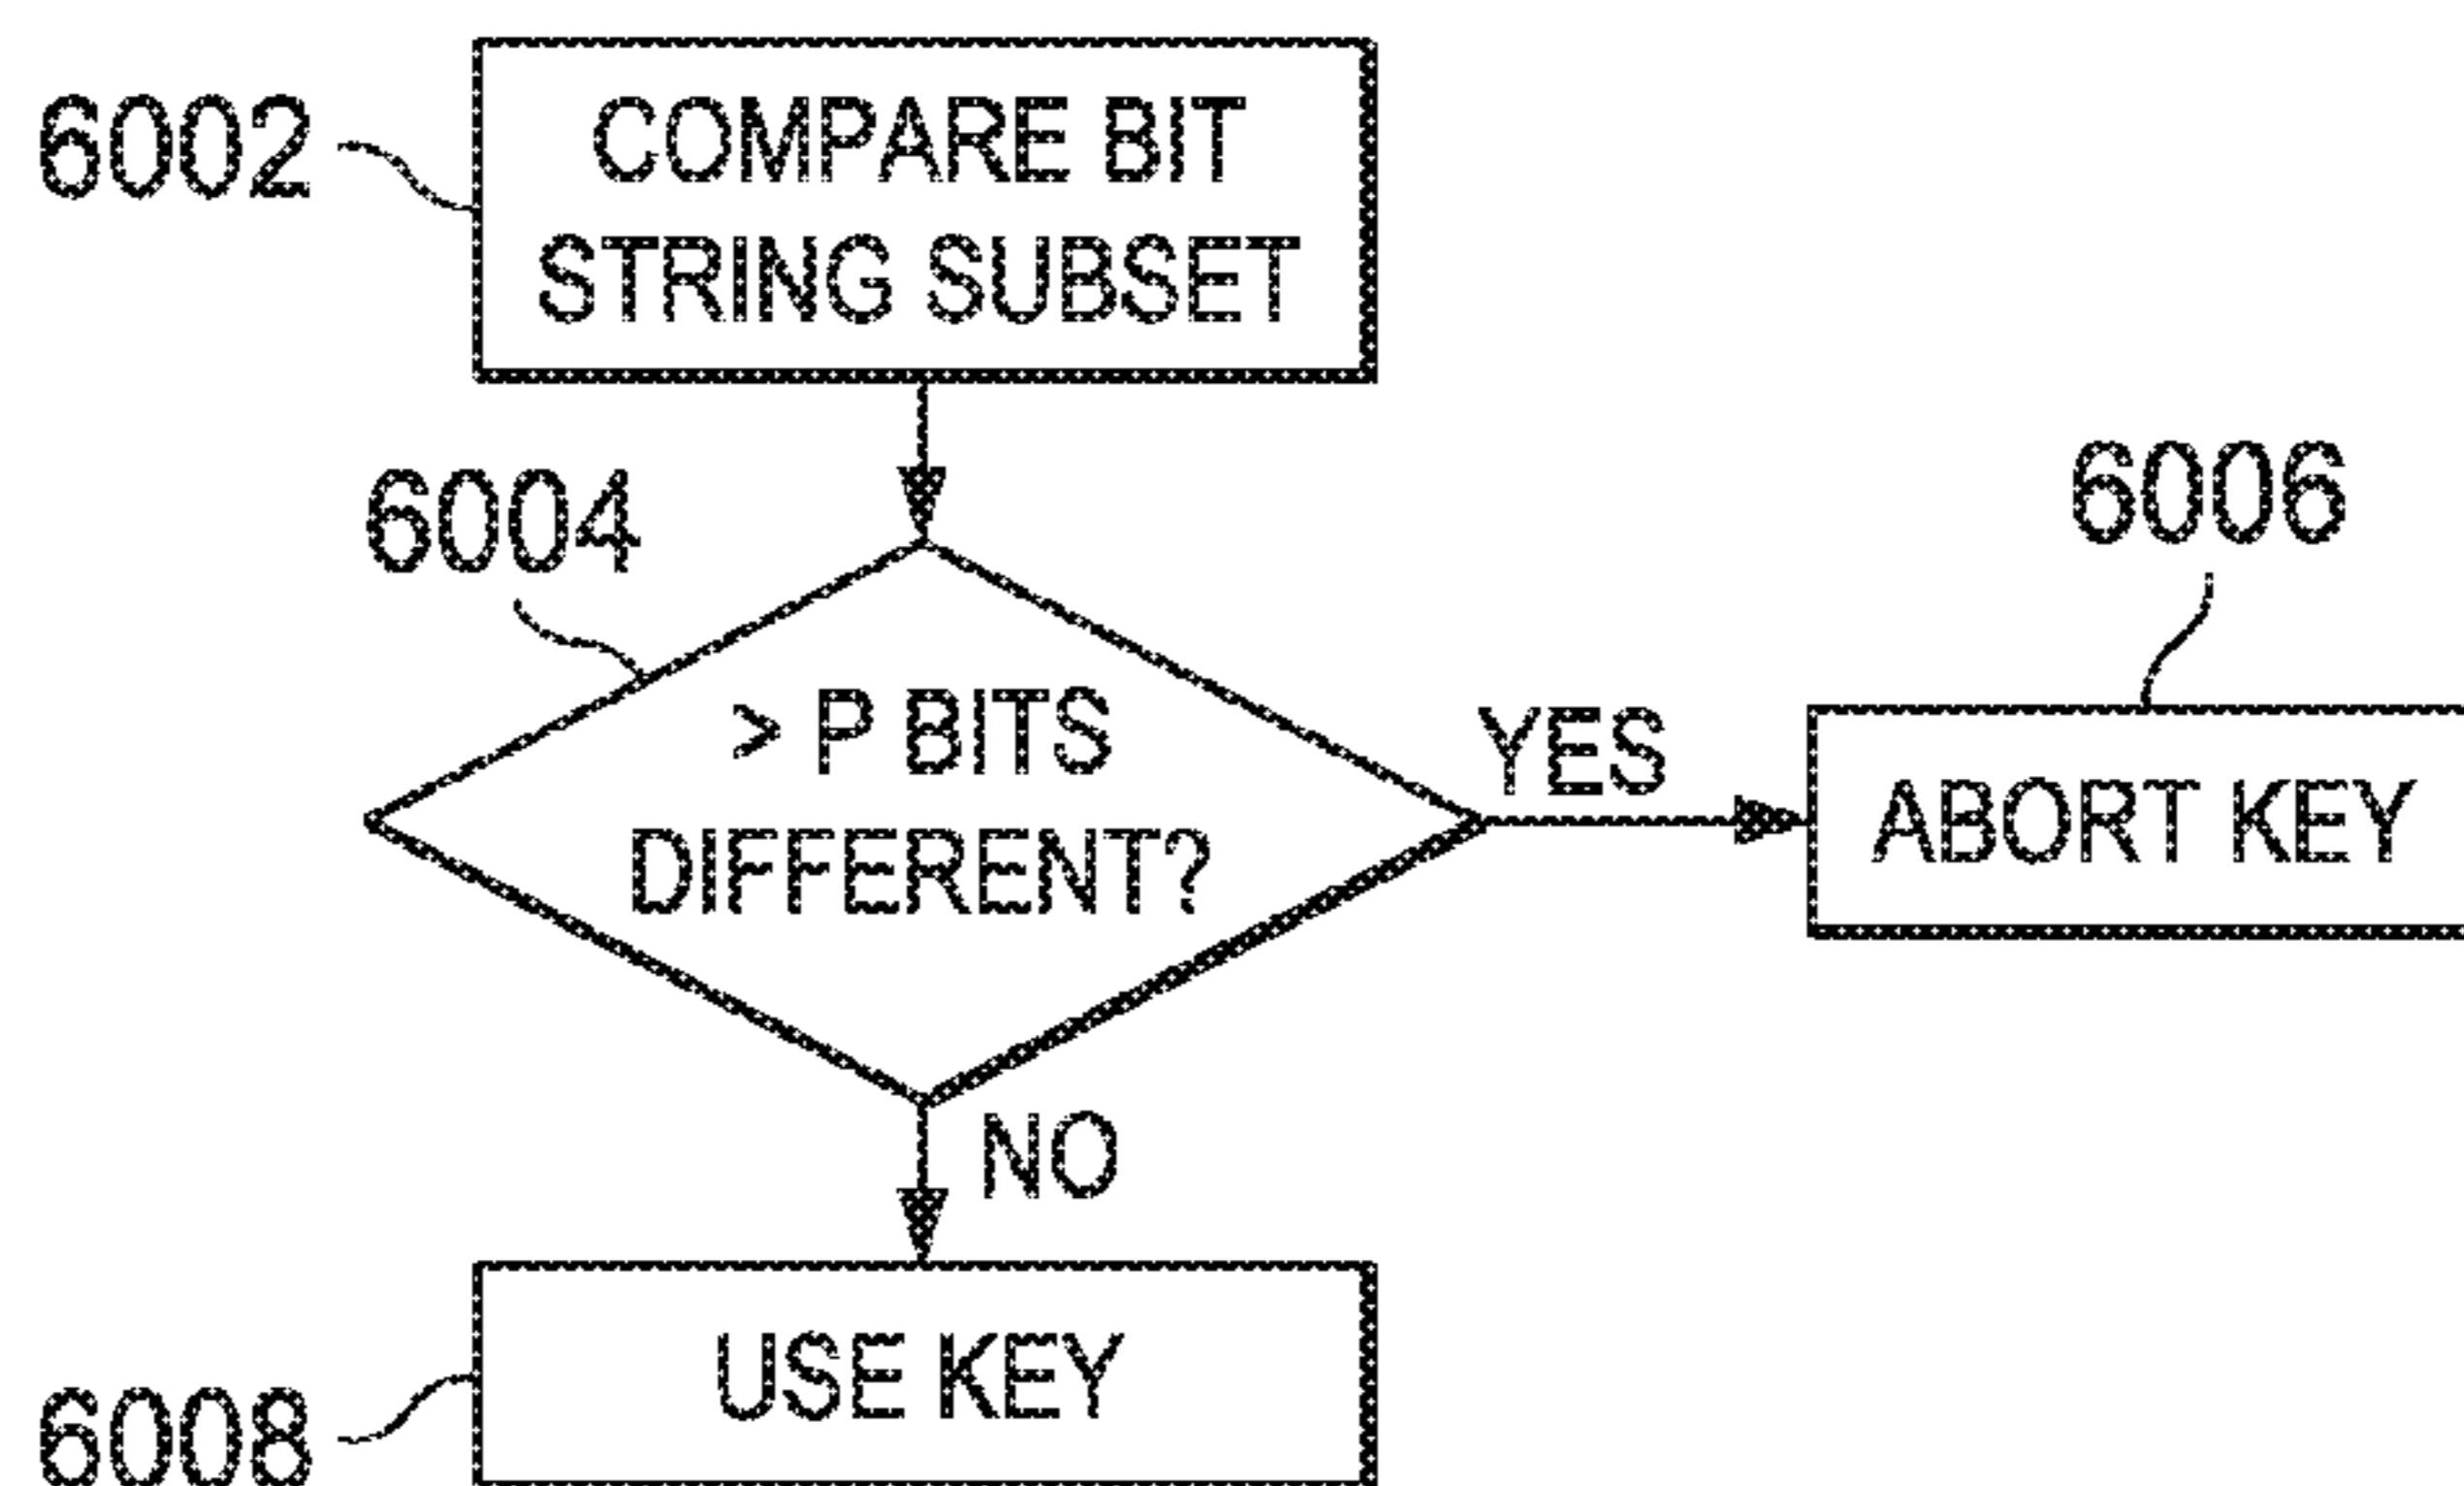 6002
COMPARE BIT
STRING SUBSET
6004
6006
> P BITS
DIFFERENT?
YES
ABORT KEY
NO
USE KEY
6008